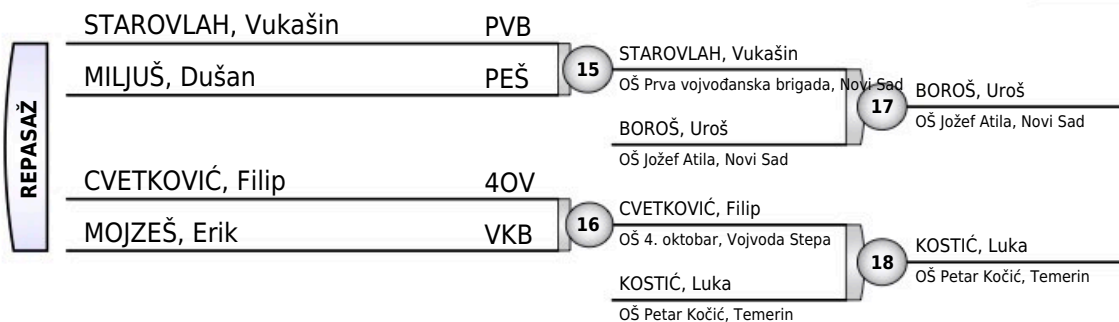 REPASAŽ
STAROVLAH, Vukašin PVB
MILJUŠ, Dušan PEŠ
15
STAROVLAH, Vukašin
OŠ Prva vojvođanska brigada, Novi Sad
BOROŠ, Uroš
OŠ Jožef Atila, Novi Sad
17
BOROŠ, Uroš
OŠ Jožef Atila, Novi Sad
CVETKOVIĆ, Filip 4OV
MOJZEŠ, Erik VKB
16
CVETKOVIĆ, Filip
OŠ 4. oktobar, Vojvoda Stepa
KOSTIĆ, Luka
OŠ Petar Kočić, Temerin
18
KOSTIĆ, Luka
OŠ Petar Kočić, Temerin